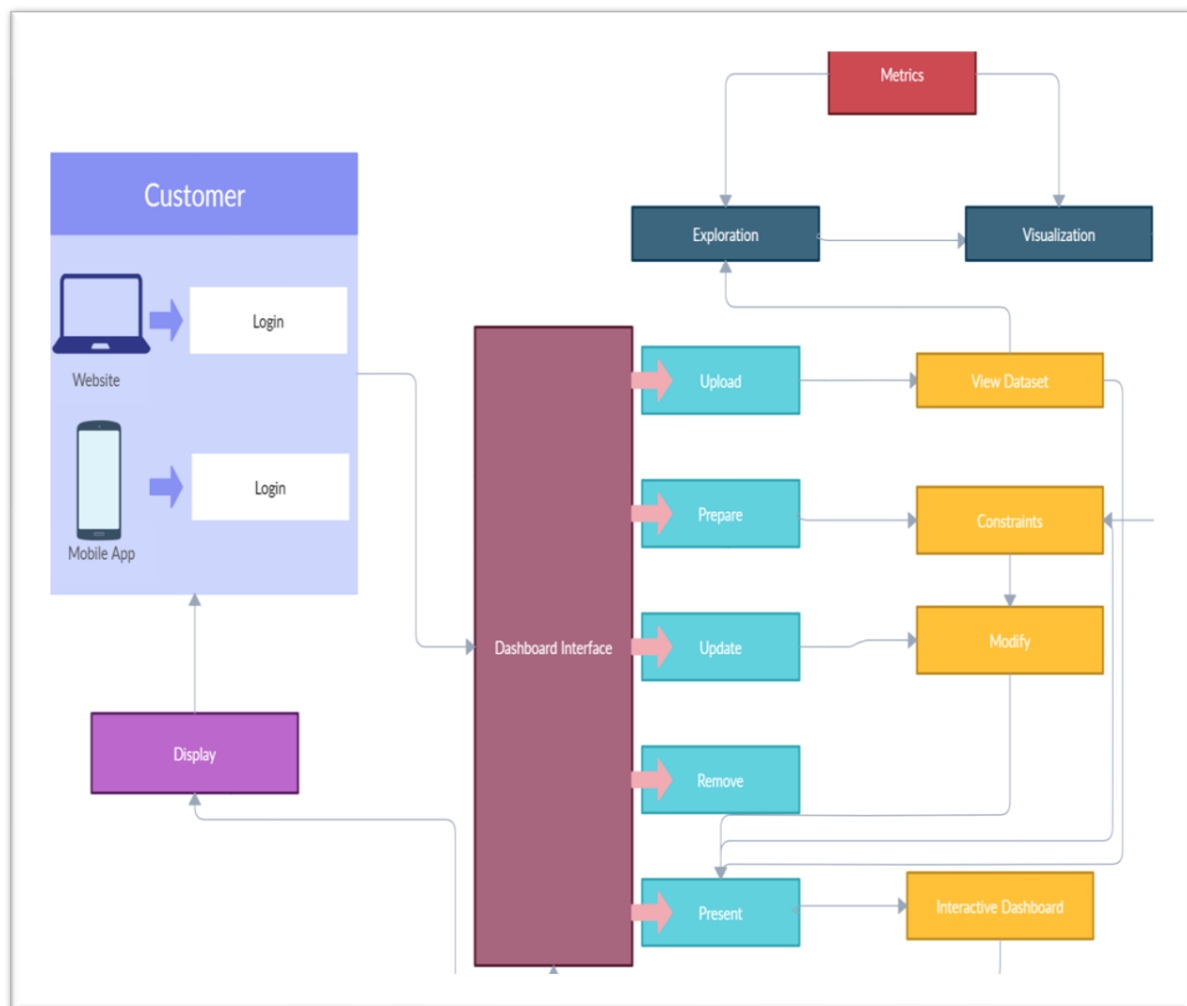 Metrics
Customer
Exploration
Visualization
Login
Website
Upload
View Dataset
Login
Mobile App
Prepare
Constraints
Dashboard Interface
Update
Modify
Display
Remove
Present
Interactive Dashboard